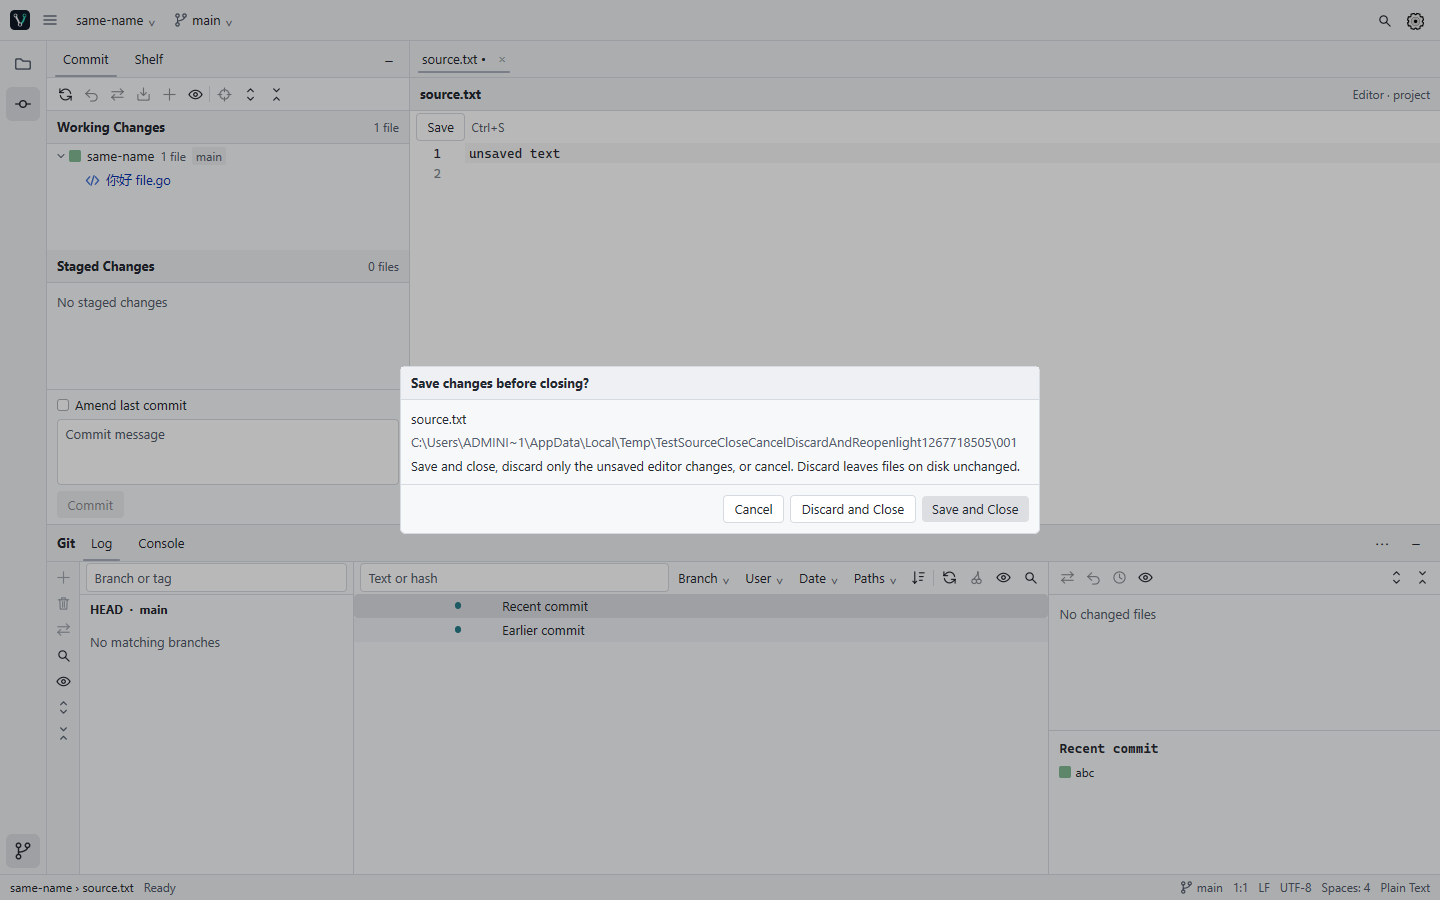 same-name main
Commit Shelf
source.txt •
source.txt Editor · project
Working Changes 1 file
Save Ctrl+S
1 unsaved text
2
same-name 1 file main
你好 file.go
Staged Changes 0 files
No staged changes
Amend last commit
Commit message
Commit
Save changes before closing?
source.txt
C:\Users\ADMINI~1\AppData\Local\Temp\TestSourceCloseCancelDiscardAndReopenlight1267718505\001
Save and close, discard only the unsaved editor changes, or cancel. Discard leaves files on disk unchanged.
Cancel Discard and Close Save and Close
Git Log Console
Branch or tag
HEAD · main
No matching branches
Text or hash Branch User Date Paths
Recent commit
Earlier commit
No changed files
Recent commit
abc
same-name › source.txt Ready
main 1:1 LF UTF-8 Spaces: 4 Plain Text